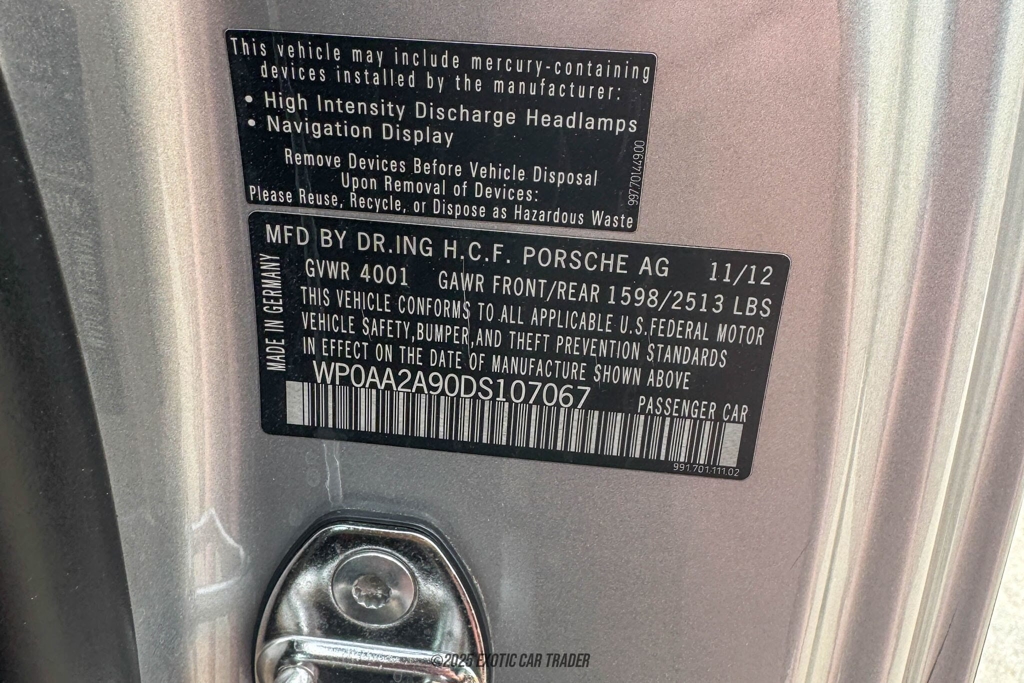 This vehicle may include mercury-containing
devices installed by the manufacturer:
• High Intensity Discharge Headlamps
• Navigation Display
Remove Devices Before Vehicle Disposal
Upon Removal of Devices:
Please Reuse, Recycle, or Dispose as Hazardous Waste
99770144900
MFD BY DR.ING H.C.F. PORSCHE AG 11/12
GVWR 4001 GAWR FRONT/REAR 1598/2513 LBS
THIS VEHICLE CONFORMS TO ALL APPLICABLE U.S.FEDERAL MOTOR
VEHICLE SAFETY,BUMPER,AND THEFT PREVENTION STANDARDS
IN EFFECT ON THE DATE OF MANUFACTURE SHOWN ABOVE
MADE IN GERMANY
WP0AA2A90DS107067
PASSENGER CAR
991.701.111.02
©2025 EXOTIC CAR TRADER